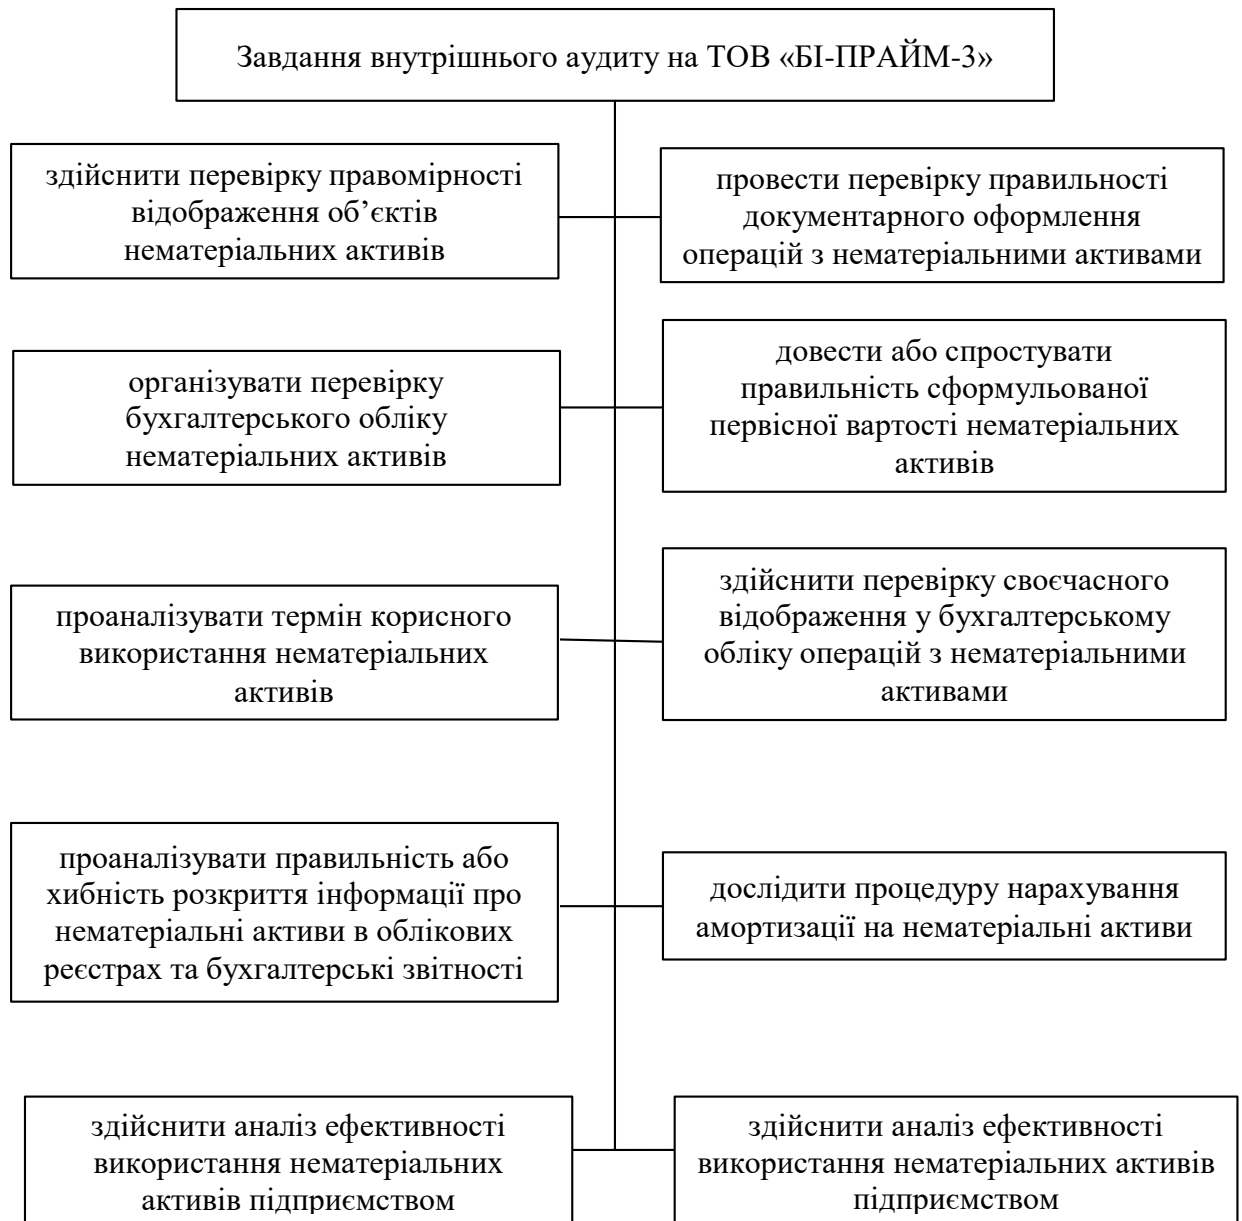 Завдання внутрішнього аудиту на ТОВ «БІ-ПРАЙМ-3»
здійснити перевірку правомірності
відображення об’єктів
нематеріальних активів
провести перевірку правильності
документарного оформлення
операцій з нематеріальними активами
організувати перевірку
бухгалтерського обліку
нематеріальних активів
довести або спростувати
правильність сформульованої
первісної вартості нематеріальних
активів
проаналізувати термін корисного
використання нематеріальних
активів
здійснити перевірку своєчасного
відображення у бухгалтерському
обліку операцій з нематеріальними
активами
проаналізувати правильність або
хибність розкриття інформації про
нематеріальні активи в облікових
реєстрах та бухгалтерські звітності
дослідити процедуру нарахування
амортизації на нематеріальні активи
здійснити аналіз ефективності
використання нематеріальних
активів підприємством
здійснити аналіз ефективності
використання нематеріальних активів
підприємством